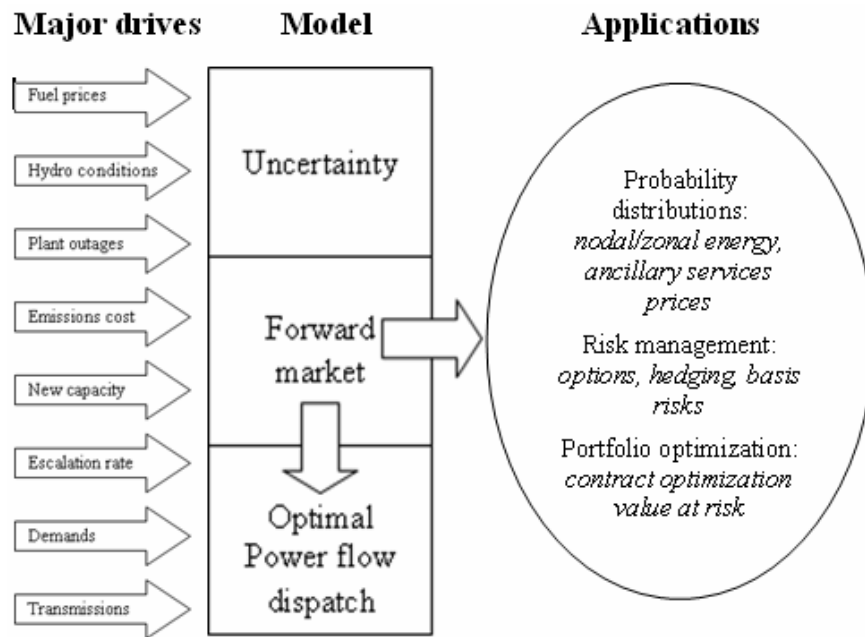 Major drives
Model
Applications
Fuel prices
Hydro conditions
Plant outages
Emissions cost
New capacity
Escalation rate
Demands
Transmissions
Uncertainty
Forward
market
Optimal
Power flow
dispatch
Probability
distributions:
nodal/zonal energy,
ancillary services
prices
Risk management:
options, hedging, basis
risks
Portfolio optimization:
contract optimization
value at risk